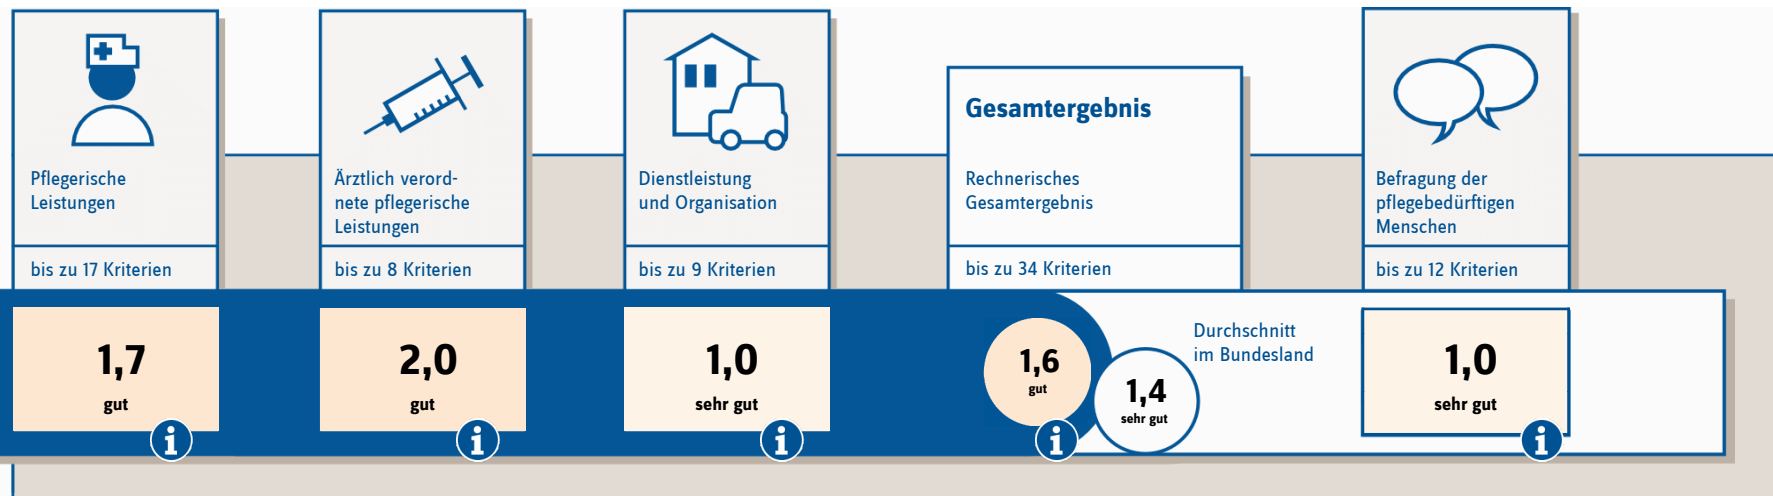 Pflegerische
Leistungen
bis zu 17 Kriterien
1,7
gut
i
Ärztlich verord-
nete pflegerische
Leistungen
bis zu 8 Kriterien
2,0
gut
i
Dienstleistung
und Organisation
bis zu 9 Kriterien
1,0
sehr gut
i
Gesamtergebnis
Rechnerisches
Gesamtergebnis
bis zu 34 Kriterien
1,6
gut
i
1,4
sehr gut
Durchschnitt
im Bundesland
Befragung der
pflegebedürftigen
Menschen
bis zu 12 Kriterien
1,0
sehr gut
i